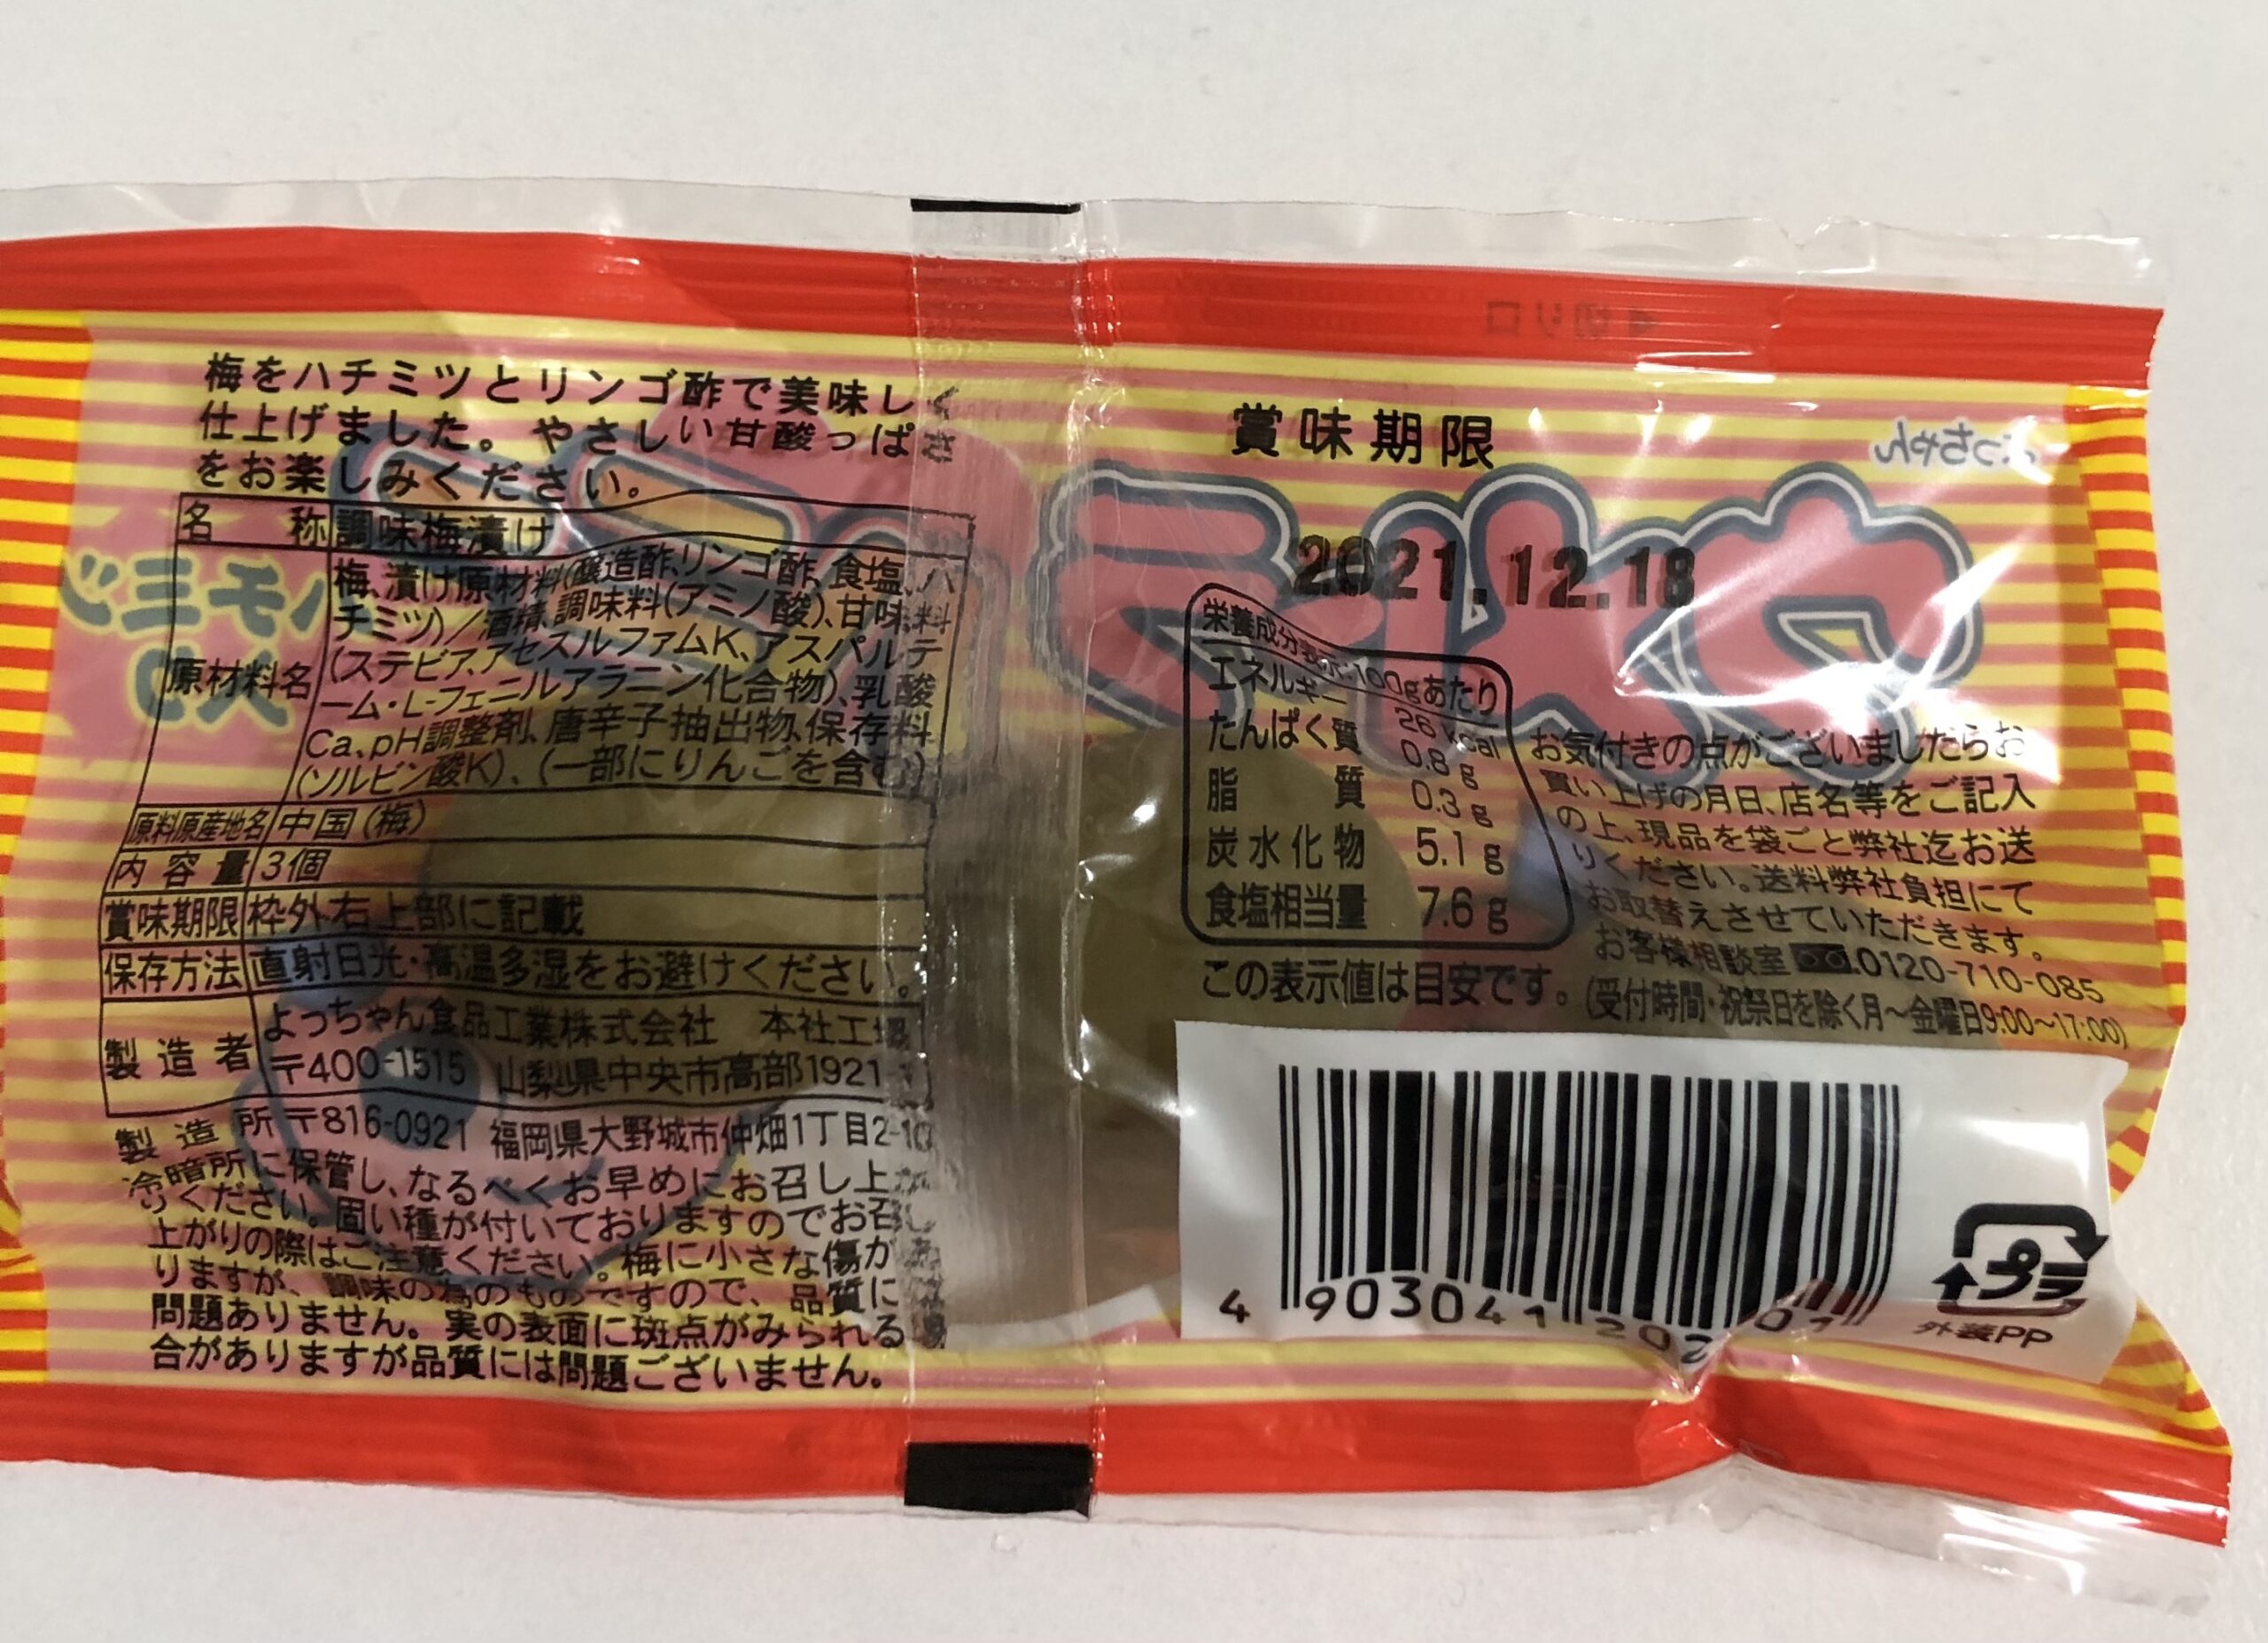 梅をハチミツとリンゴ酢で美味しく
仕上げました。やさしい甘酸っぱさ
をお楽しみください。
名 称 調味梅漬け
原材料名 梅、漬け原材料(醸造酢、リンゴ酢、食塩、ハ
チミツ)/酒精、調味料(アミノ酸)、甘味料
(ステビア、アセスルファムK、アスパルテ
ーム・L-フェニルアラニン化合物)、乳酸
Ca、pH調整剤、唐辛子抽出物、保存料
(ソルビン酸K)、(一部にりんごを含む)
原料原産地名 中国(梅)
内容量 3個
賞味期限 枠外右上部に記載
保存方法 直射日光・高温多湿をお避けください。
製造者 よっちゃん食品工業株式会社 本社工場
〒400-1515 山梨県中央市高部1921
製造所 〒816-0921 福岡県大野城市仲畑1丁目2-10
冷暗所に保管し、なるべくお早めにお召し上が
りください。固い種が付いておりますのでお召し
上がりの際はご注意ください。梅に小さな傷があ
りますが、調味の為のものですので、品質に
問題ありません。実の表面に斑点がみられる場
合がありますが品質には問題ございません。
切り口
よっちゃん
賞味期限
2021.12.18
栄養成分表示:100gあたり
エネルギー 26kcal
たんぱく質 0.8g
脂質 0.3g
炭水化物 5.1g
食塩相当量 7.6g
この表示値は目安です。
お気付きの点がございましたらお
買い上げの月日、店名等をご記入
の上、現品を袋ごと弊社迄お送
りください。送料弊社負担にて
お取替えさせていただきます。
お客様相談室 0120-710-085
(受付時間・祝祭日を除く月～金曜日9:00～17:00)
4 903041 202
プラ
外装PP
ハチミツ
入り